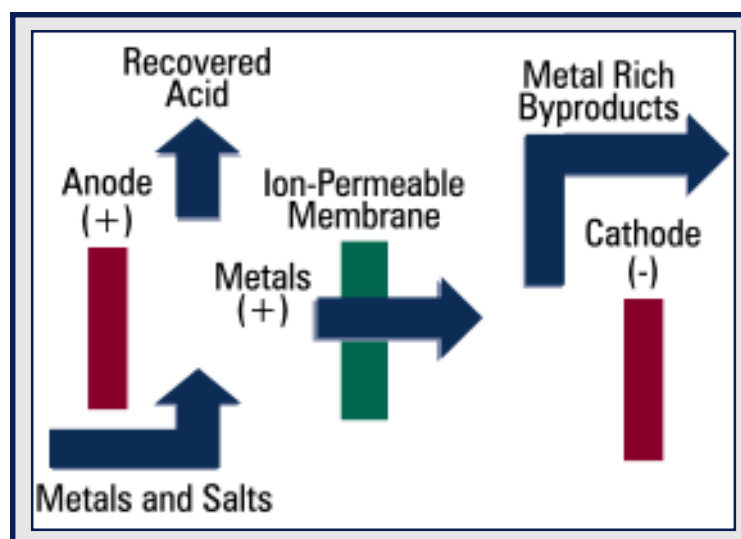 Recovered
Acid
Metal Rich
Byproducts
Anode
(+)
Ion-Permeable
Membrane
Cathode
(-)
Metals
(+)
Metals and Salts